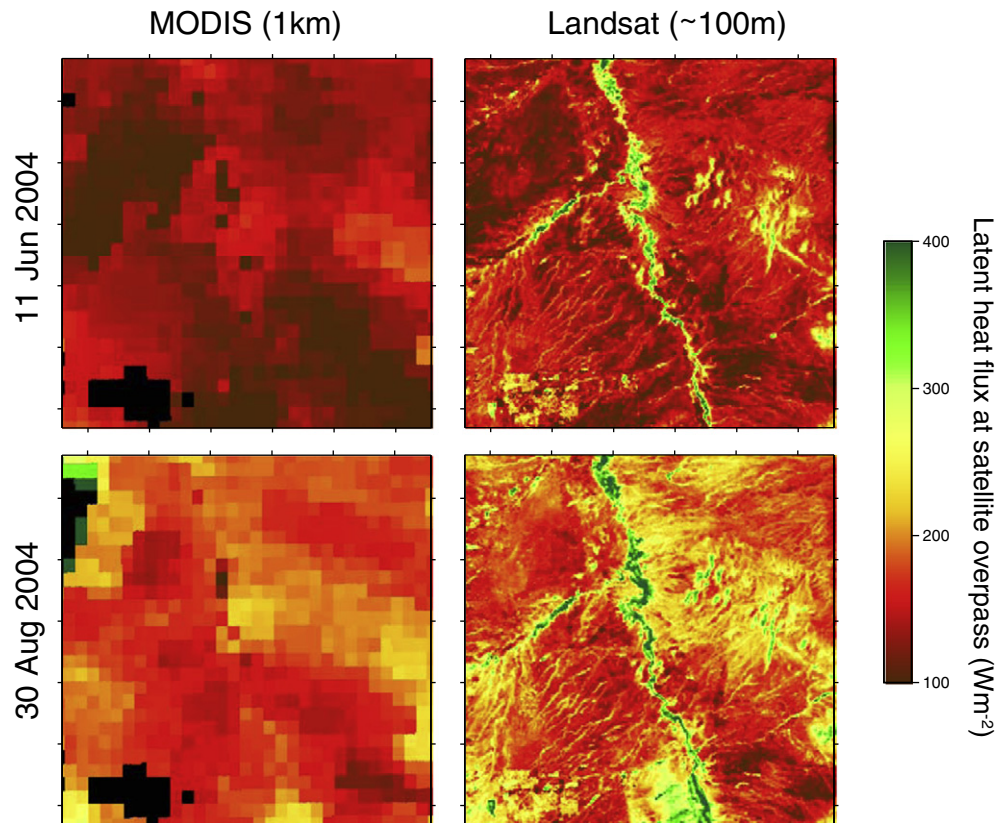 MODIS (1km)
Landsat (~100m)
11 Jun 2004
30 Aug 2004
400
300
200
100
Latent heat flux at satellite overpass (Wm-2)